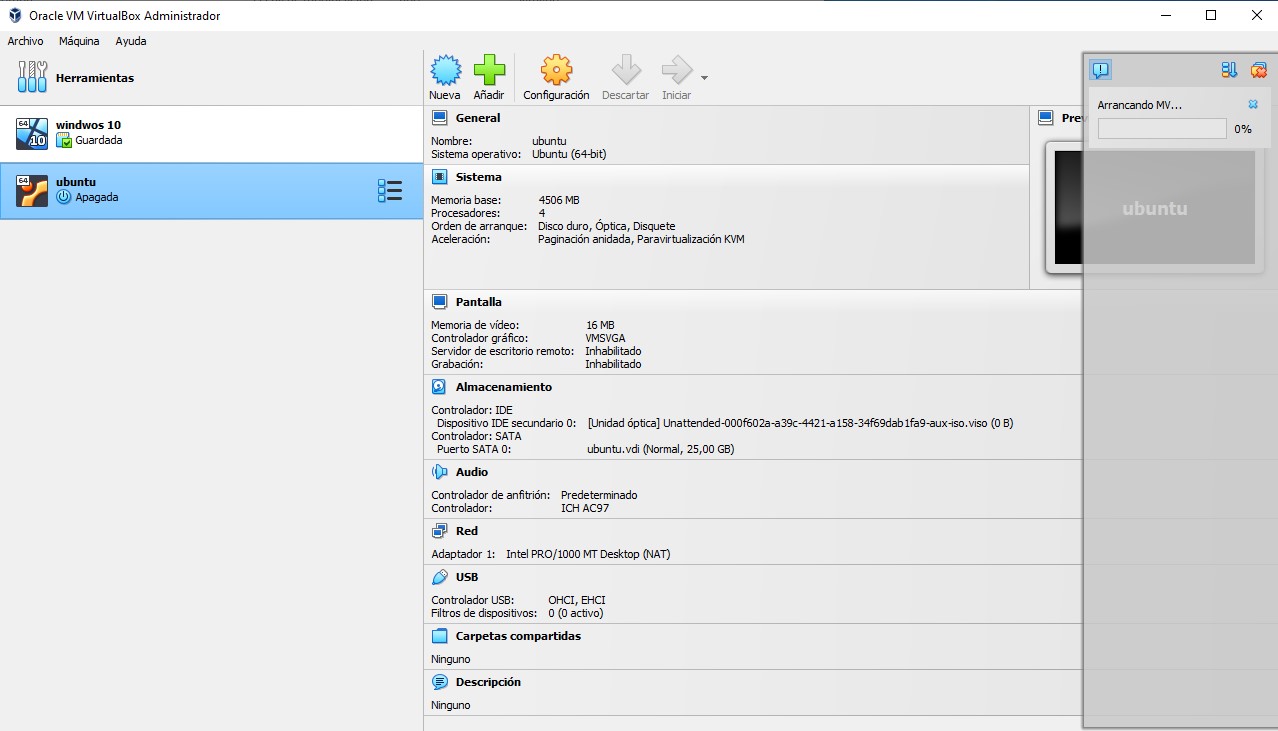 Oracle VM VirtualBox Administrador
Archivo Máquina Ayuda
Herramientas
64
10
windwos 10
Guardada
64
ubuntu
Apagada
Nueva Añadir Configuración Descartar Iniciar
General
Nombre: ubuntu
Sistema operativo: Ubuntu (64-bit)
Sistema
Memoria base: 4506 MB
Procesadores: 4
Orden de arranque: Disco duro, Óptica, Disquete
Aceleración: Paginación anidada, Paravirtualización KVM
Pantalla
Memoria de vídeo: 16 MB
Controlador gráfico: VMSVGA
Servidor de escritorio remoto: Inhabilitado
Grabación: Inhabilitado
Almacenamiento
Controlador: IDE
Dispositivo IDE secundario 0: [Unidad óptica] Unattended-000f602a-a39c-4421-a158-34f69dab1fa9-aux-iso.viso (0 B)
Controlador: SATA
Puerto SATA 0: ubuntu.vdi (Normal, 25,00 GB)
Audio
Controlador de anfitrión: Predeterminado
Controlador: ICH AC97
Red
Adaptador 1: Intel PRO/1000 MT Desktop (NAT)
USB
Controlador USB: OHCI, EHCI
Filtros de dispositivos: 0 (0 activo)
Carpetas compartidas
Ninguno
Descripción
Ninguno
Prev
ubuntu
Arrancando MV...
0%